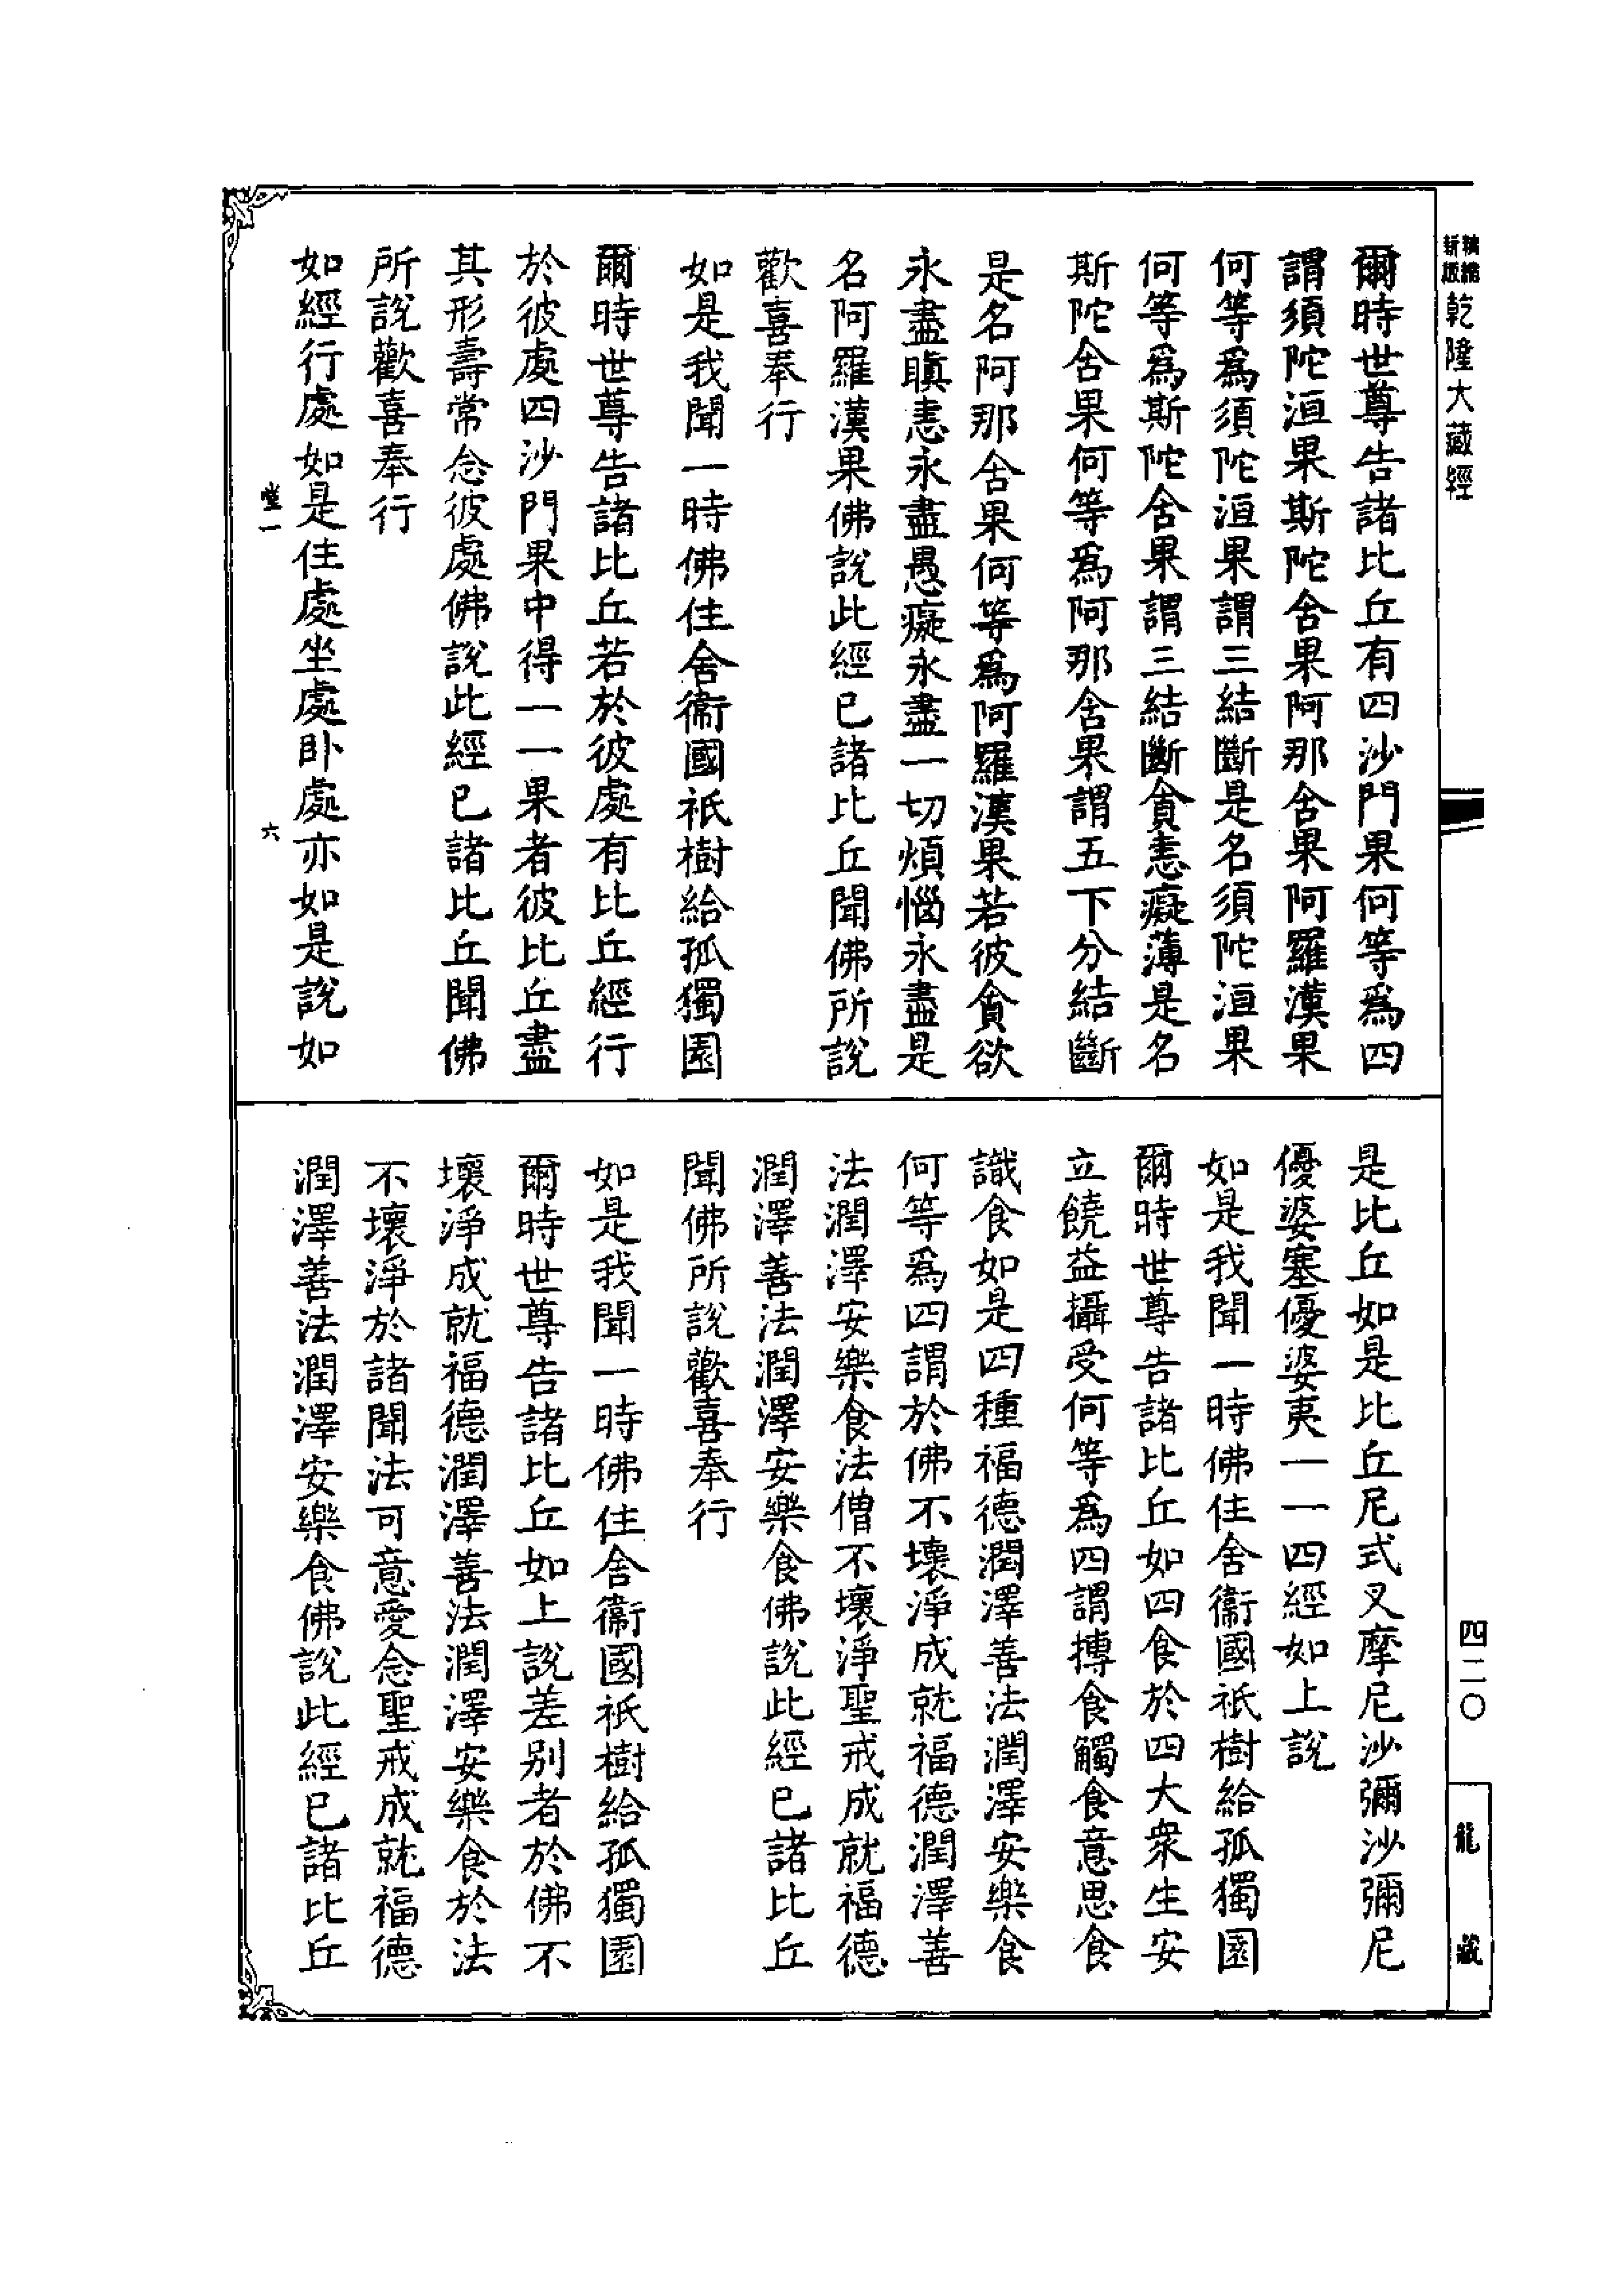 新版精縮乾隆大藏經
爾時世尊告諸比丘有四沙門果何等爲四
謂須陀洹果斯陀舍果阿那舍果阿羅漢果
何等爲須陀洹果謂三結斷是名須陀洹果
何等爲斯陀舍果謂三結斷貪恚癡薄是名
斯陀舍果何等爲阿那舍果謂五下分結斷
是名阿那舍果何等爲阿羅漢果若彼貪欲
永盡瞋恚永盡愚癡永盡一切煩惱永盡是
名阿羅漢果佛說此經已諸比丘聞佛所說
歡喜奉行
如是我聞一時佛住舍衞國祇樹給孤獨園
爾時世尊告諸比丘若於彼處有比丘經行
於彼處四沙門果中得一一果者彼比丘盡
其形壽常念彼處佛說此經已諸比丘聞佛
所說歡喜奉行
如經行處如是住處坐處卧處亦如是說如
堂一 六
是比丘如是比丘尼式叉摩尼沙彌沙彌尼
優婆塞優婆夷一一四經如上說
如是我聞一時佛住舍衞國祇樹給孤獨園
爾時世尊告諸比丘如四食於四大衆生安
立饒益攝受何等爲四謂摶食觸食意思食
識食如是四種福德潤澤善法潤澤安樂食
何等爲四謂於佛不壞淨成就福德潤澤善
法潤澤安樂食法僧不壞淨聖戒成就福德
潤澤善法潤澤安樂食佛說此經已諸比丘
聞佛所說歡喜奉行
如是我聞一時佛住舍衞國祇樹給孤獨園
爾時世尊告諸比丘如上說差别者於佛不
壞淨成就福德潤澤善法潤澤安樂食於法
不壞淨於諸聞法可意愛念聖戒成就福德
潤澤善法潤澤安樂食佛說此經已諸比丘
四二〇
龍藏